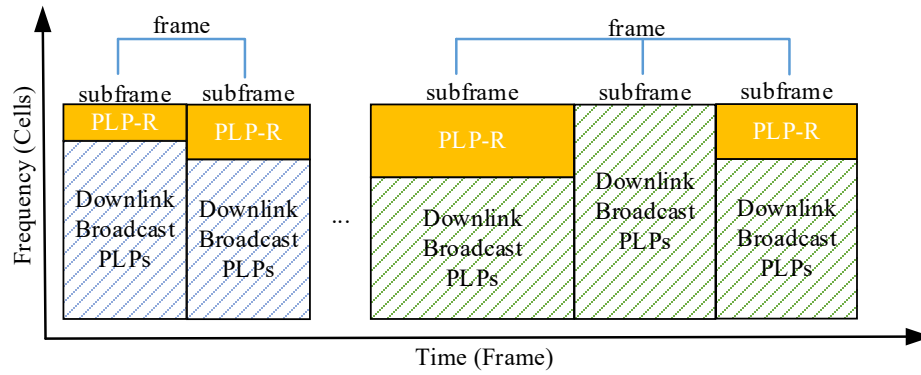 frame
frame
subframe
subframe
subframe
subframe
subframe
PLP-R
PLP-R
PLP-R
PLP-R
Downlink
Broadcast
PLPs
Downlink
Broadcast
PLPs
...
Downlink
Broadcast
PLPs
Downlink
Broadcast
PLPs
Downlink
Broadcast
PLPs
Frequency (Cells)
Time (Frame)